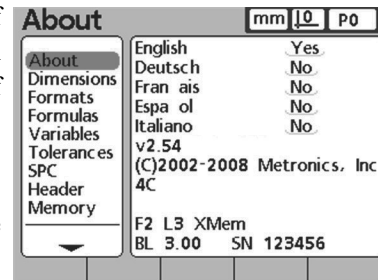 About
mm 0 P0
About
Dimensions
Formats
Formulas
Variables
Tolerances
SPC
Header
Memory
English Yes
Deutsch No
Fran ais No
Espa ol No
Italiano No
v2.54
(C)2002-2008 Metronics, Inc
4C
F2 L3 XMem
BL 3.00 SN 123456